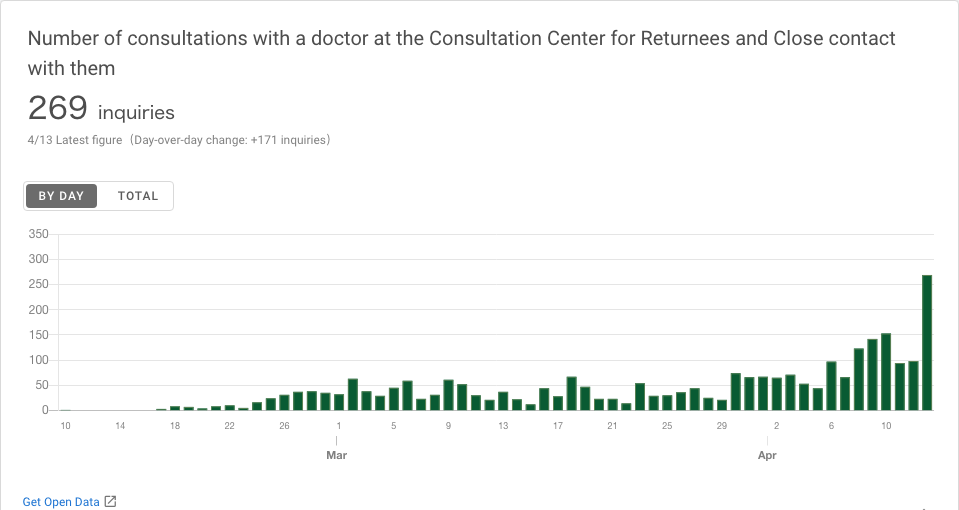 Number of consultations with a doctor at the Consultation Center for Returnees and Close contact
with them
269 inquiries
4/13 Latest figure（Day-over-day change: +171 inquiries）
BY DAY TOTAL
350
300
250
200
150
100
50
0
10 14 18 22 26 1 5 9 13 17 21 25 29 2 6 10
Mar Apr
Get Open Data